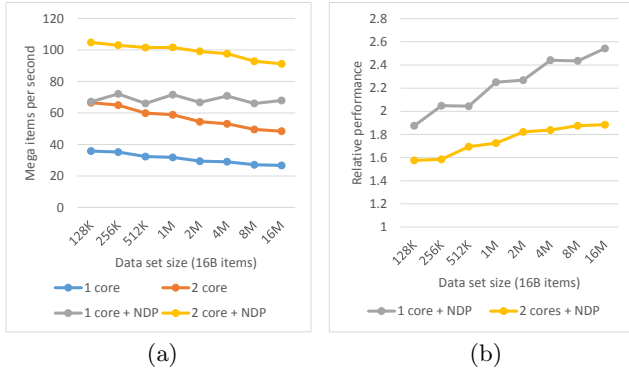 120
100
80
60
40
20
0
Mega items per second
128K 256K 512K 1M 2M 4M 8M 16M
Data set size (16B items)
1 core 2 core
1 core + NDP 2 core + NDP
(a)
2.8
2.6
2.4
2.2
2
1.8
1.6
1.4
1.2
1
Relative performance
128K 256K 512K 1M 2M 4M 8M 16M
Data set size (16B items)
1 core + NDP 2 cores + NDP
(b)